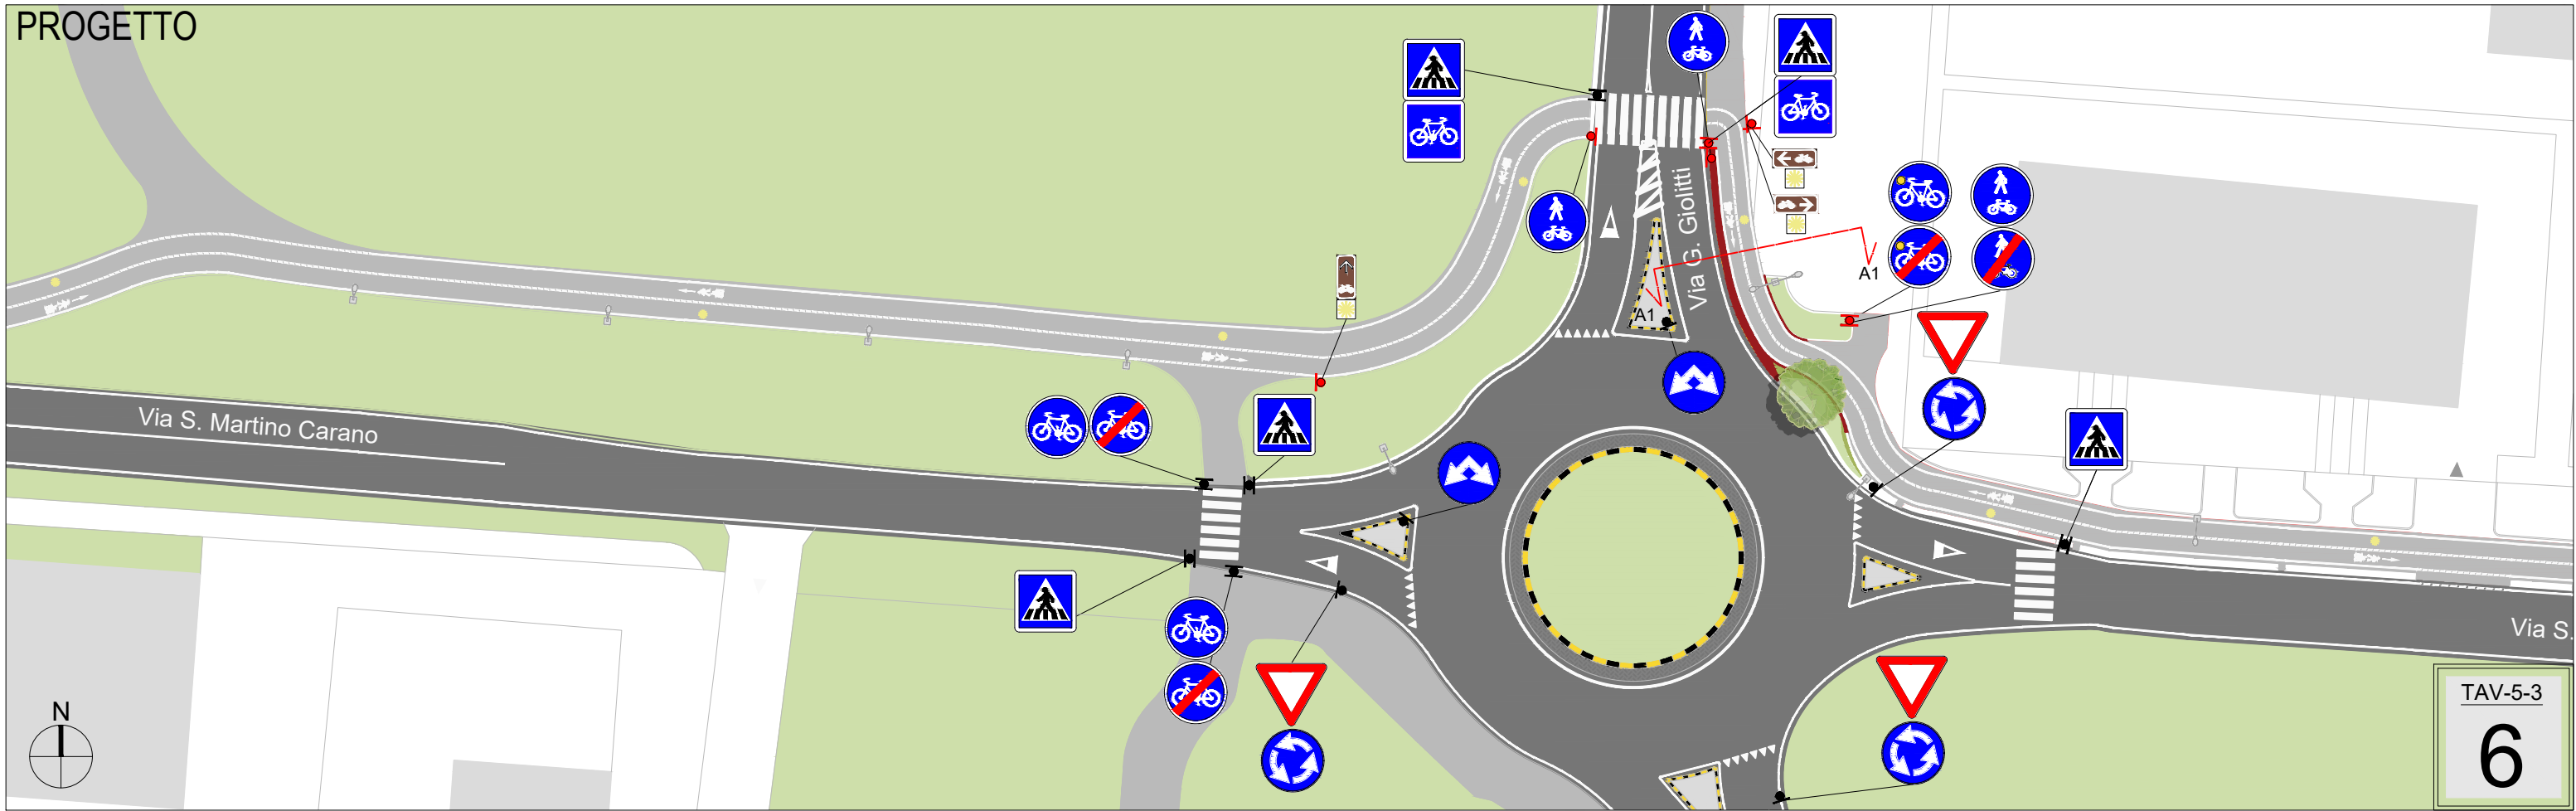 PROGETTO
Via G. Giolitti
A1
A1
Via S. Martino Carano
Via S.
N
TAV-5-3
6